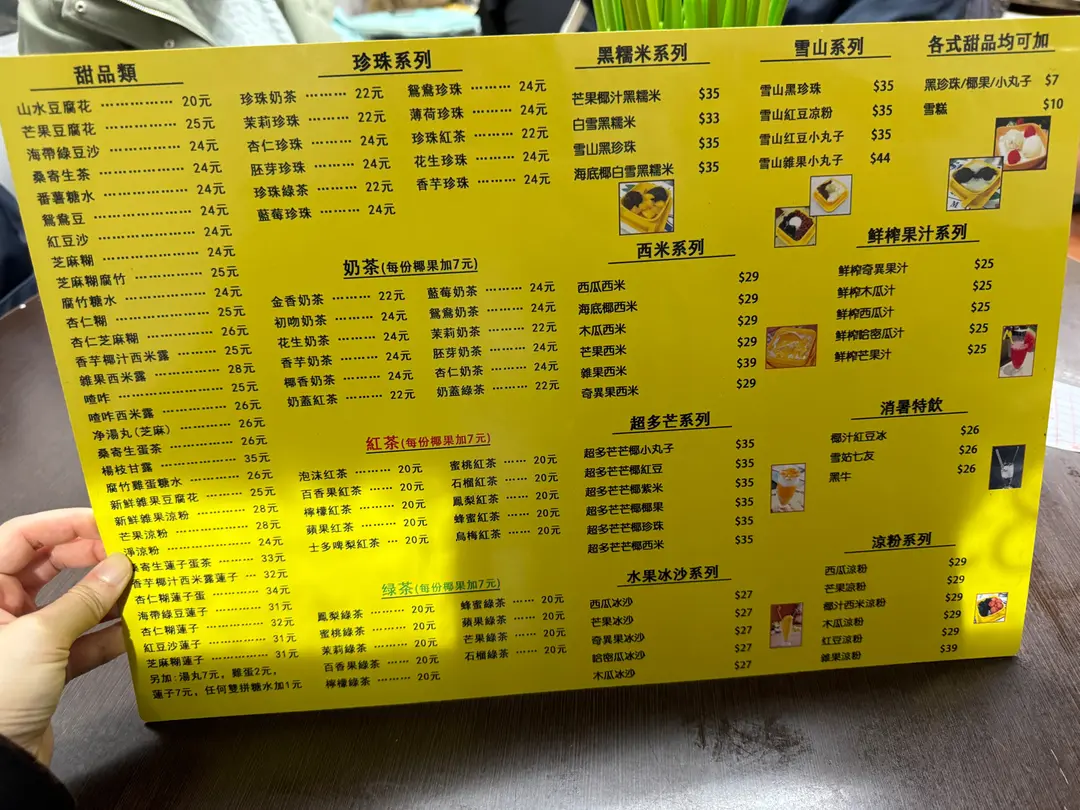 甜品類
山水豆腐花 …………… 20元
芒果豆腐花 …………… 25元
海帶綠豆沙 …………… 24元
桑寄生茶 …………… 24元
番薯糖水 …………… 24元
鴛鴦豆 …………… 24元
紅豆沙 …………… 24元
芝麻糊 …………… 24元
芝麻糊腐竹 ………… 25元
腐竹糖水 …………… 24元
杏仁糊 …………… 25元
杏仁芝麻糊 ………… 26元
香芋椰汁西米露 ……… 25元
雜果西米露 ………… 28元
喳咋 …………… 25元
喳咋西米露 ………… 26元
净湯丸(芝麻) ………… 26元
桑寄生蛋茶 ………… 26元
楊枝甘露 …………… 35元
腐竹雞蛋糖水 ……… 26元
新鮮雜果豆腐花 ……… 25元
新鮮雜果涼粉 ……… 28元
芒果涼粉 …………… 28元
淨涼粉 …………… 24元
桑寄生蓮子蛋茶 ……… 33元
香芋椰汁西米露蓮子 … 32元
杏仁糊蓮子蛋 ……… 34元
海帶綠豆蓮子 ……… 31元
杏仁糊蓮子 ………… 32元
紅豆沙蓮子 ………… 31元
芝麻糊蓮子 ………… 31元
另加:湯丸7元，雞蛋2元，
蓮子7元，任何雙拼糖水加1元
珍珠系列
珍珠奶茶 ……… 22元
茉莉珍珠 ……… 22元
杏仁珍珠 ……… 24元
胚芽珍珠 ……… 24元
珍珠綠茶 ……… 22元
藍莓珍珠 ……… 24元
鴛鴦珍珠 ……… 24元
薄荷珍珠 ……… 24元
珍珠紅茶 ……… 22元
花生珍珠 ……… 24元
香芋珍珠 ……… 24元
奶茶(每份椰果加7元)
金香奶茶 ……… 22元
初吻奶茶 ……… 24元
花生奶茶 ……… 24元
香芋奶茶 ……… 24元
椰香奶茶 ……… 24元
奶蓋紅茶 ……… 22元
藍莓奶茶 ……… 24元
鴛鴦奶茶 ……… 24元
茉莉奶茶 ……… 22元
胚芽奶茶 ……… 24元
杏仁奶茶 ……… 24元
奶蓋綠茶 ……… 22元
紅茶(每份椰果加7元)
泡沫紅茶 ……… 20元
百香果紅茶 …… 20元
檸檬紅茶 ……… 20元
蘋果红茶 ……… 20元
士多啤梨紅茶 … 20元
蜜桃紅茶 …… 20元
石榴紅茶 …… 20元
鳳梨紅茶 …… 20元
蜂蜜紅茶 …… 20元
烏梅紅茶 …… 20元
绿茶(每份椰果加7元)
鳳梨綠茶 ……… 20元
蜜桃綠茶 ……… 20元
茉莉綠茶 ……… 20元
百香果綠茶 …… 20元
檸檬綠茶 ……… 20元
蜂蜜綠茶 …… 20元
蘋果綠茶 …… 20元
芒果綠茶 …… 20元
石榴綠茶 …… 20元
黑糯米系列
芒果椰汁黑糯米 $35
白雪黑糯米 $33
雪山黑珍珠 $35
海底椰白雪黑糯米 $35
西米系列
西瓜西米 $29
海底椰西米 $29
木瓜西米 $29
芒果西米 $29
雜果西米 $39
奇異果西米 $29
超多芒系列
超多芒芒椰小丸子 $35
超多芒芒椰紅豆 $35
超多芒芒椰紫米 $35
超多芒芒椰椰果 $35
超多芒芒椰珍珠 $35
超多芒芒椰西米 $35
水果冰沙系列
西瓜冰沙 $27
芒果冰沙 $27
奇異果冰沙 $27
哈密瓜冰沙 $27
木瓜冰沙 $27
雪山系列
雪山黑珍珠 $35
雪山紅豆凉粉 $35
雪山红豆小丸子 $35
雪山雜果小丸子 $44
各式甜品均可加
黑珍珠/椰果/小丸子 $7
雪糕 $10
鮮榨果汁系列
鮮榨奇異果汁 $25
鮮榨木瓜汁 $25
鮮榨西瓜汁 $25
鮮榨哈密瓜汁 $25
鮮榨芒果汁 $25
消暑特飲
椰汁紅豆冰 $26
雪姑七友 $26
黑牛 $26
涼粉系列
西瓜涼粉 $29
芒果涼粉 $29
椰汁西米涼粉 $29
木瓜涼粉 $29
紅豆涼粉 $29
雜果涼粉 $39